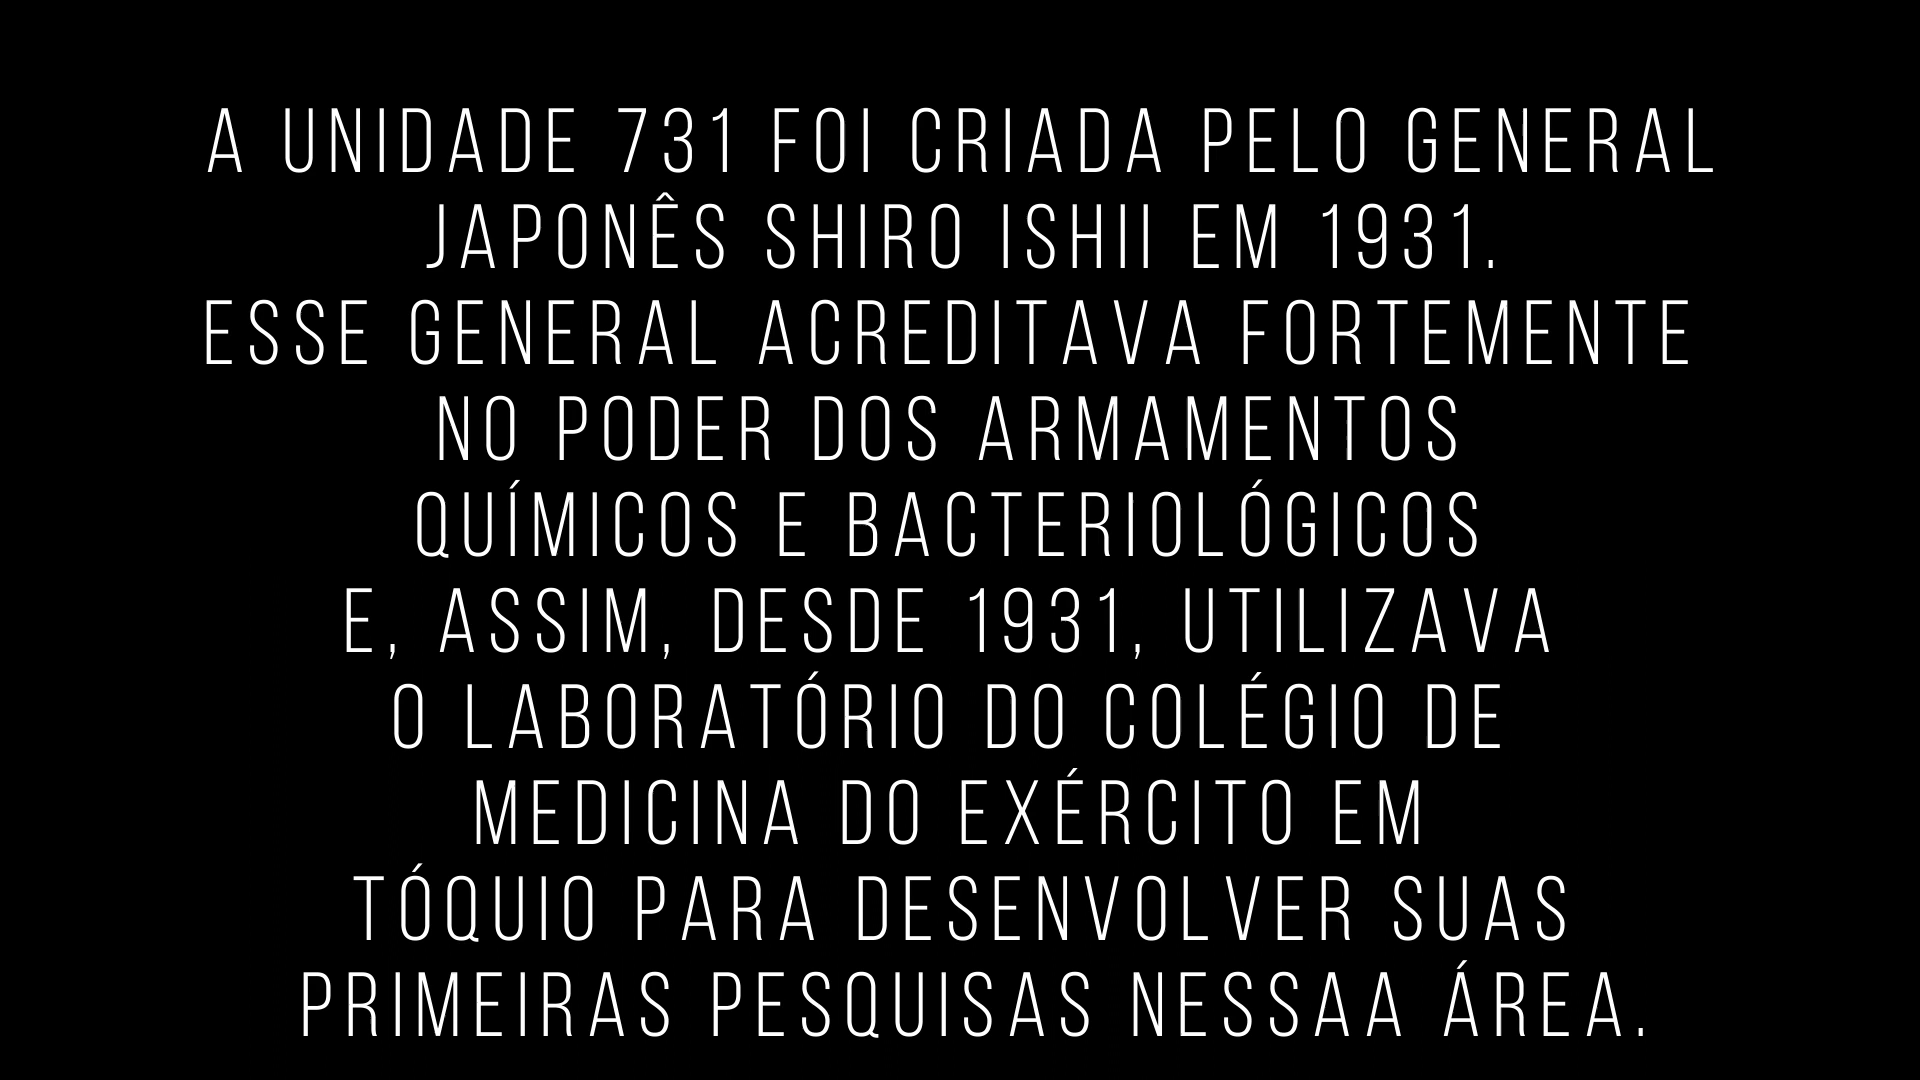 A UNIDADE 731 FOI CRIADA PELO GENERAL
JAPONÊS SHIRO ISHII EM 1931.
ESSE GENERAL ACREDITAVA FORTEMENTE
NO PODER DOS ARMAMENTOS
QUÍMICOS E BACTERIOLÓGICOS
E, ASSIM, DESDE 1931, UTILIZAVA
O LABORATÓRIO DO COLÉGIO DE
MEDICINA DO EXÉRCITO EM
TÓQUIO PARA DESENVOLVER SUAS
PRIMEIRAS PESQUISAS NESSAA ÁREA.